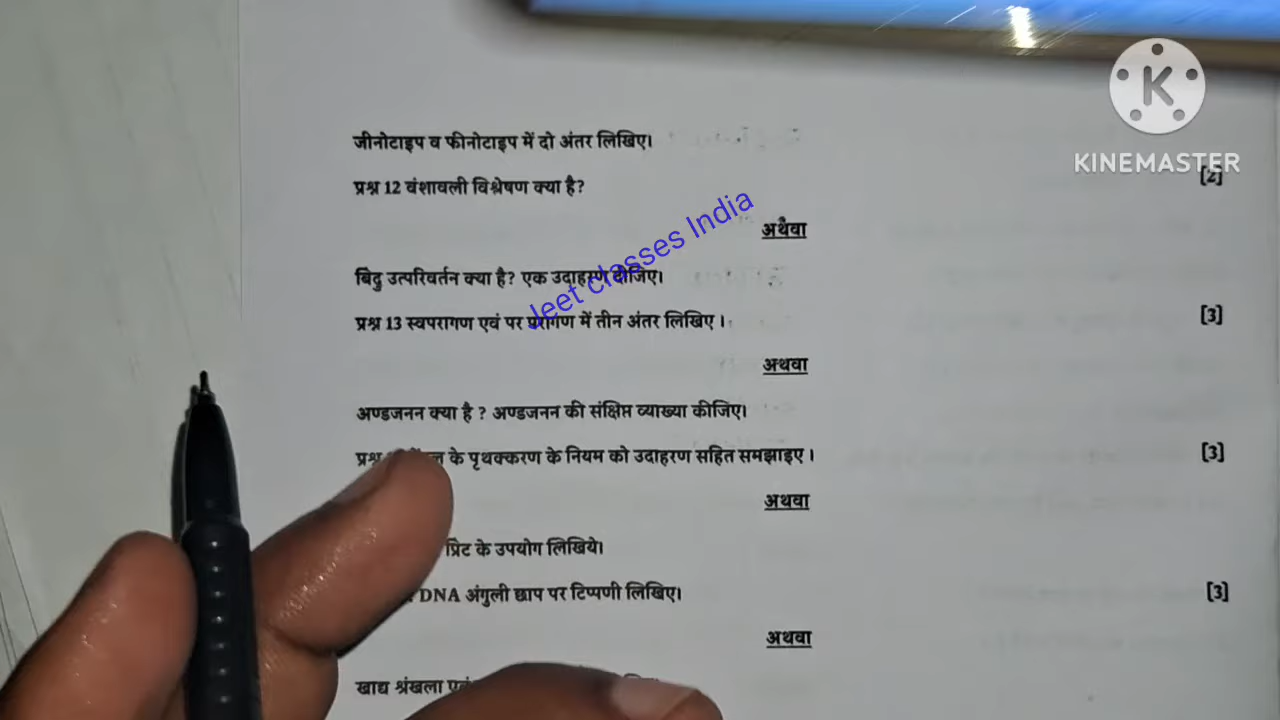 जीनोटाइप व फीनोटाइप में दो अंतर लिखिए।
KINEMASTER
प्रश्न 12 वंशावली विश्लेषण क्या है? [2]
अथवा
बिंदु उत्परिवर्तन क्या है? एक उदाहरण दीजिए।
Jeet Classes India
प्रश्न 13 स्वपरागण एवं पर परागण में तीन अंतर लिखिए । [3]
अथवा
अण्डजनन क्या है ? अण्डजनन की संक्षिप्त व्याख्या कीजिए।
प्रश्न के पृथक्करण के नियम को उदाहरण सहित समझाइए । [3]
अथवा
प्रिंट के उपयोग लिखिये।
DNA अंगुली छाप पर टिप्पणी लिखिए। [3]
अथवा
खाद्य श्रंखला